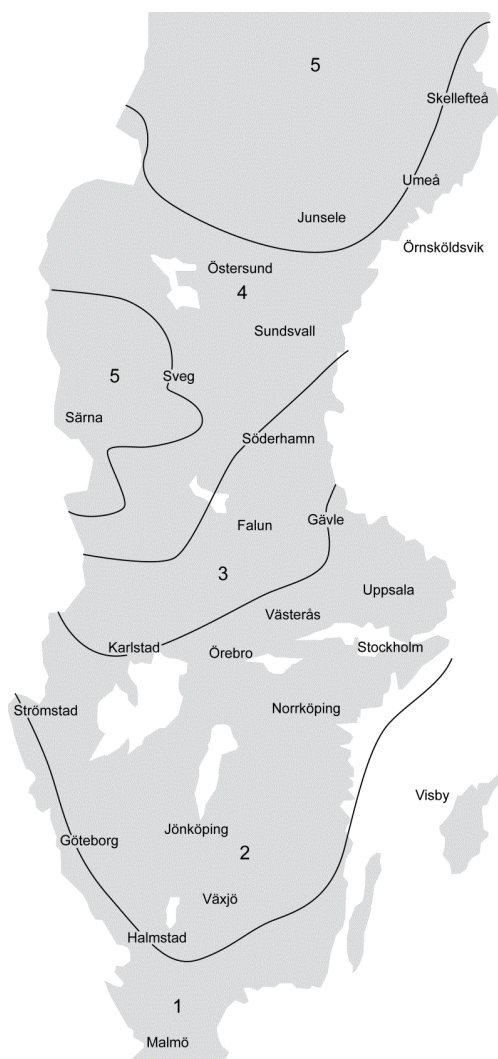 5
Skellefteå
Umeå
Junsele
Örnsköldsvik
Östersund
4
Sundsvall
5
Sveg
Särna
Söderhamn
Gävle
Falun
3
Uppsala
Västerås
Karlstad
Örebro
Stockholm
Strömstad
Norrköping
Visby
Jönköping
Göteborg
2
Växjö
Halmstad
1
Malmö